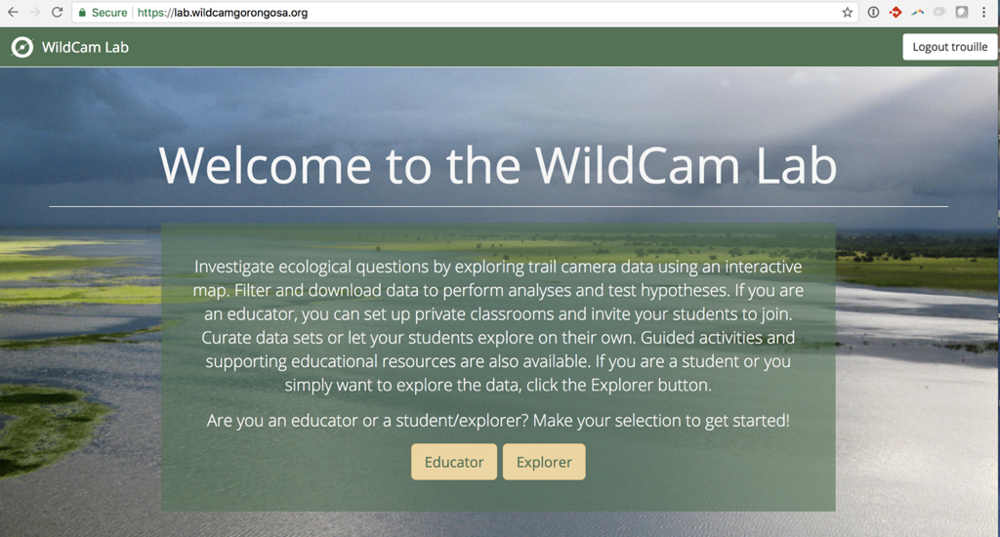 Secure | https://lab.wildcamgorongosa.org
WildCam Lab
Logout trouille
Welcome to the WildCam Lab
Investigate ecological questions by exploring trail camera data using an interactive
map. Filter and download data to perform analyses and test hypotheses. If you are
an educator, you can set up private classrooms and invite your students to join.
Curate data sets or let your students explore on their own. Guided activities and
supporting educational resources are also available. If you are a student or you
simply want to explore the data, click the Explorer button.
Are you an educator or a student/explorer? Make your selection to get started!
Educator Explorer